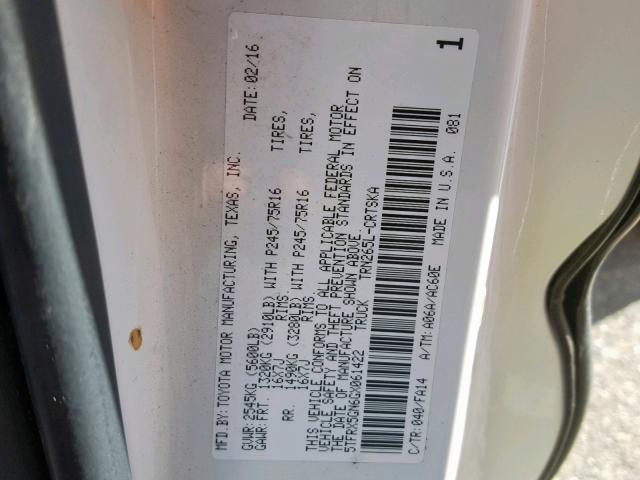 MFD.BY: TOYOTA MOTOR MANUFACTURING, TEXAS, INC. DATE: 02/16
GVWR: 2545KG (5600LB)
GAWR: FRT. 1320KG (2910LB) WITH P245/75R16 TIRES,
16X7J RIMS
RR. 1490KG (3280LB) WITH P245/75R16 TIRES,
16X7J RIMS
THIS VEHICLE CONFORMS TO ALL APPLICABLE FEDERAL MOTOR
VEHICLE SAFETY AND THEFT PREVENTION STANDARDS IN EFFECT ON
THE DATE OF MANUFACTURE SHOWN ABOVE.
5TFRX5GN6GX061422 TRUCK TRN265L-CRTSKA
C/TR: 040/FA14 A/TM: A06A/AC60E MADE IN U.S.A. 081
1